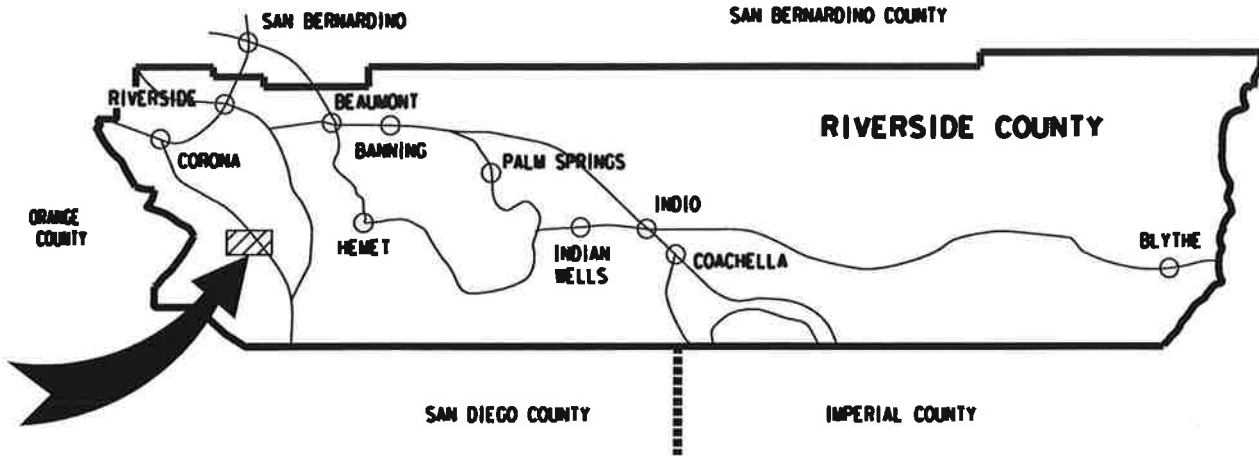 SAN BERNARDINO
SAN BERNARDINO COUNTY
RIVERSIDE
BEAUMONT
RIVERSIDE COUNTY
CORONA
BANNING
PALM SPRINGS
ORANGE
COUNTY
HEMET
INDIO
INDIAN
WELLS
COACHELLA
BLYTHE
SAN DIEGO COUNTY
IMPERIAL COUNTY